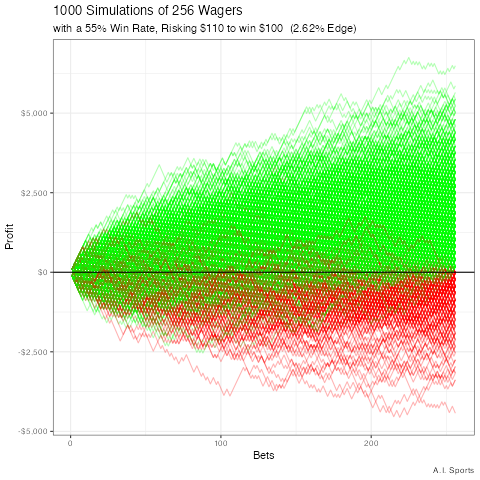 1000 Simulations of 256 Wagers
with a 55% Win Rate, Risking $110 to win $100  (2.62% Edge)
$5,000
$2,500
$0
-$2,500
-$5,000
Profit
0
100
200
Bets
A.I. Sports